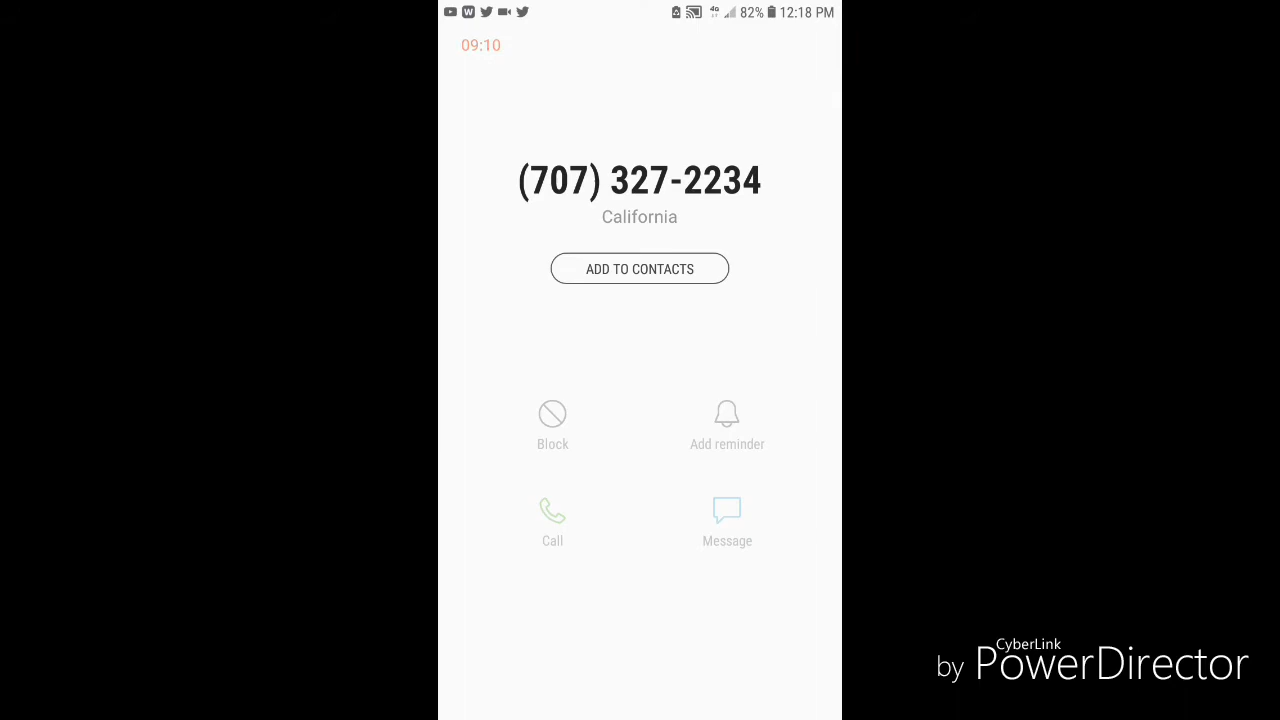 82% 12:18 PM
09:10
(707) 327-2234
California
ADD TO CONTACTS
Block
Add reminder
Call
Message
CyberLink
by PowerDirector